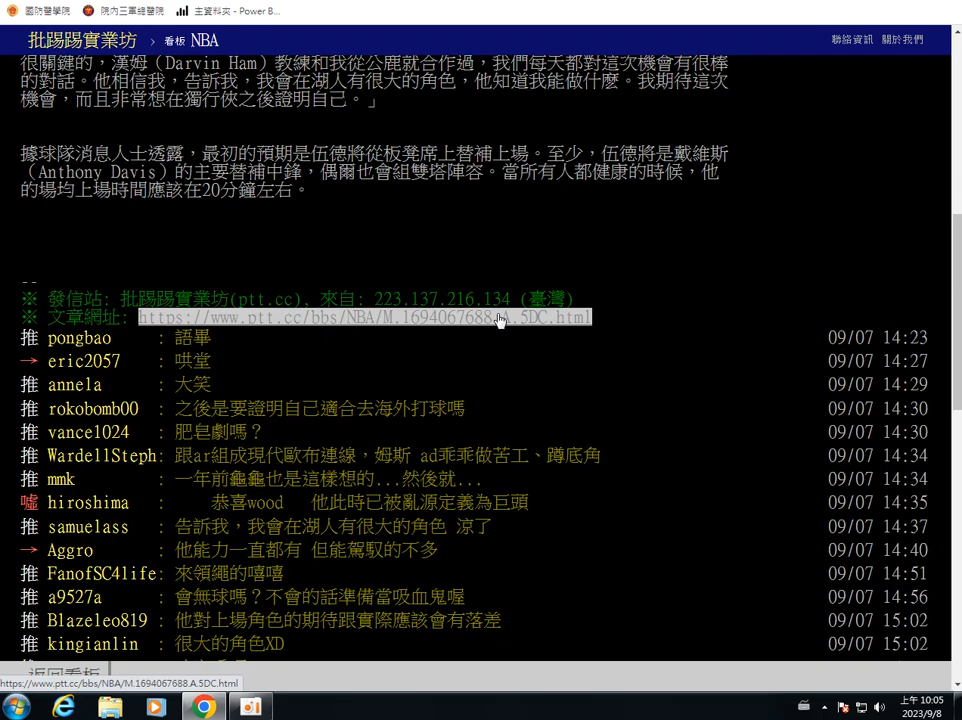 國防醫學院 院內三軍總醫院 主資料夾 - Power B...
批踢踢實業坊 › 看板 NBA 聯絡資訊 關於我們
很關鍵的，漢姆（Darvin Ham）教練和我從公鹿就合作過，我們每天都對這次機會有很棒
的對話。他相信我，告訴我，我會在湖人有很大的角色，他知道我能做什麼。我期待這次
機會，而且非常想在獨行俠之後證明自己。」
據球隊消息人士透露，最初的預期是伍德將從板凳席上替補上場。至少，伍德將是戴維斯
（Anthony Davis）的主要替補中鋒，偶爾也會組雙塔陣容。當所有人都健康的時候，他
的場均上場時間應該在20分鐘左右。
--
※ 發信站: 批踢踢實業坊(ptt.cc), 來自: 223.137.216.134 (臺灣)
※ 文章網址: https://www.ptt.cc/bbs/NBA/M.1694067688.A.5DC.html
推 pongbao : 語畢 09/07 14:23
→ eric2057 : 哄堂 09/07 14:27
推 annela : 大笑 09/07 14:29
推 rokobomb00 : 之後是要證明自己適合去海外打球嗎 09/07 14:30
推 vance1024 : 肥皂劇嗎？ 09/07 14:30
推 WardellSteph: 跟ar組成現代歐布連線，姆斯 ad乖乖做苦工、蹲底角 09/07 14:34
推 mmk : 一年前龜龜也是這樣想的...然後就... 09/07 14:34
噓 hiroshima : 恭喜wood 他此時已被亂源定義為巨頭 09/07 14:35
推 samuelass : 告訴我，我會在湖人有很大的角色 涼了 09/07 14:37
→ Aggro : 他能力一直都有 但能駕馭的不多 09/07 14:40
推 FanofSC4life: 來領繩的嘻嘻 09/07 14:51
推 a9527a : 會無球嗎？不會的話準備當吸血鬼喔 09/07 14:56
推 Blazeleo819 : 他對上場角色的期待跟實際應該會有落差 09/07 15:02
推 kingianlin : 很大的角色XD 09/07 15:02
返回看板
https://www.ptt.cc/bbs/NBA/M.1694067688.A.5DC.html
上午 10:05
2023/9/8